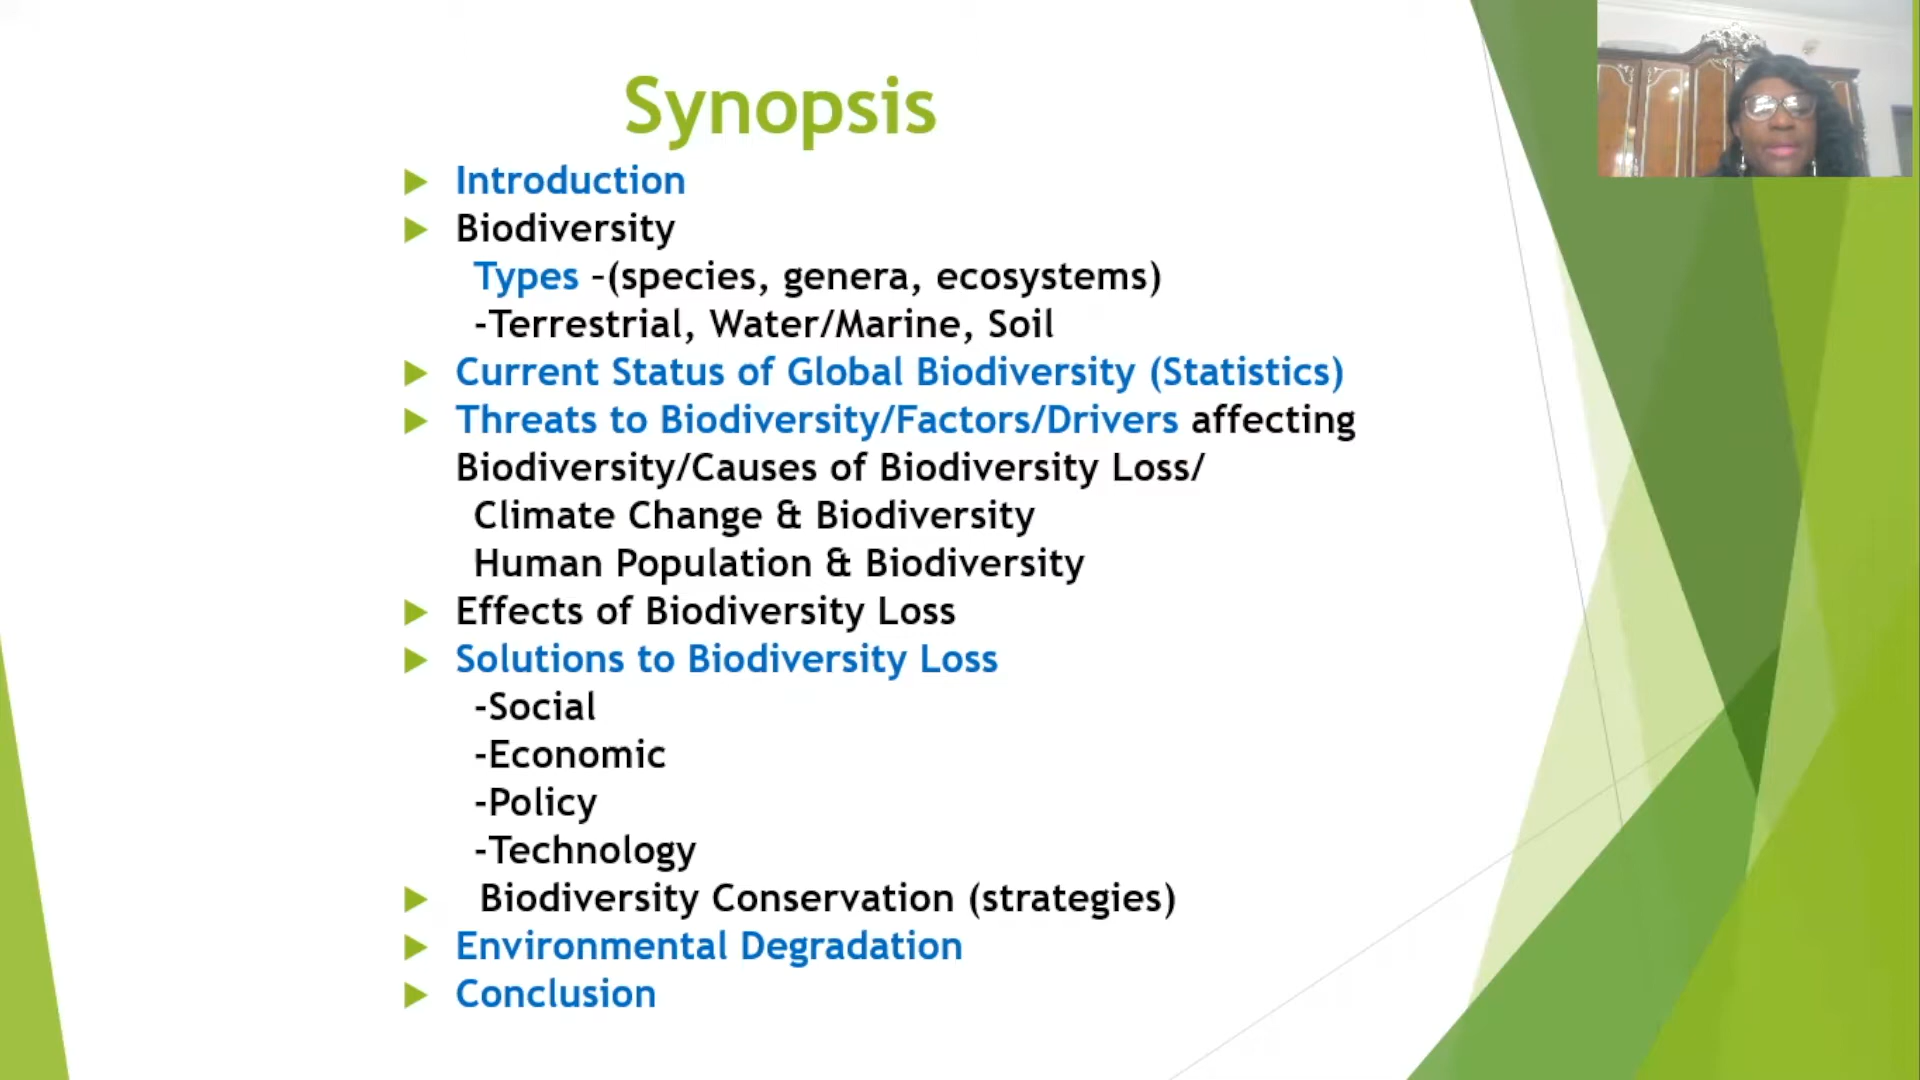 Synopsis
Introduction
Biodiversity
Types -(species, genera, ecosystems)
-Terrestrial, Water/Marine, Soil
Current Status of Global Biodiversity (Statistics)
Threats to Biodiversity/Factors/Drivers affecting
Biodiversity/Causes of Biodiversity Loss/
Climate Change & Biodiversity
Human Population & Biodiversity
Effects of Biodiversity Loss
Solutions to Biodiversity Loss
-Social
-Economic
-Policy
-Technology
Biodiversity Conservation (strategies)
Environmental Degradation
Conclusion